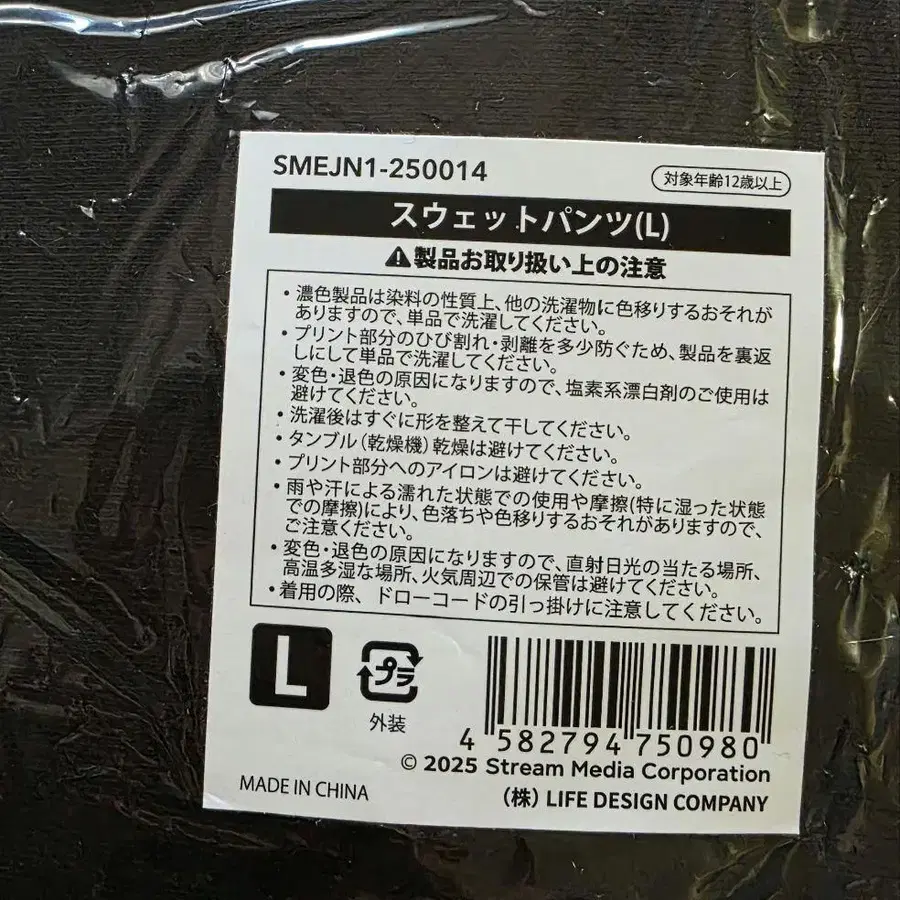 SMEJN1-250014
対象年齢12歳以上
スウェットパンツ(L)
⚠製品お取り扱い上の注意
・濃色製品は染料の性質上、他の洗濯物に色移りするおそれが
ありますので、単品で洗濯してください。
・プリント部分のひび割れ・剥離を多少防ぐため、製品を裏返
しにして単品で洗濯してください。
・変色・退色の原因になりますので、塩素系漂白剤のご使用は
避けてください。
・洗濯後はすぐに形を整えて干してください。
・タンブル(乾燥機)乾燥は避けてください。
・プリント部分へのアイロンは避けてください。
・雨や汗による濡れた状態での使用や摩擦(特に湿った状態
での摩擦)により、色落ちや色移りするおそれがありますので、
ご注意ください。
・変色・退色の原因になりますので、直射日光の当たる場所、
高温多湿な場所、火気周辺での保管は避けてください。
・着用の際、ドローコードの引っ掛けに注意してください。
L
プラ
外装
4 582794 750980
© 2025 Stream Media Corporation
MADE IN CHINA
(株) LIFE DESIGN COMPANY